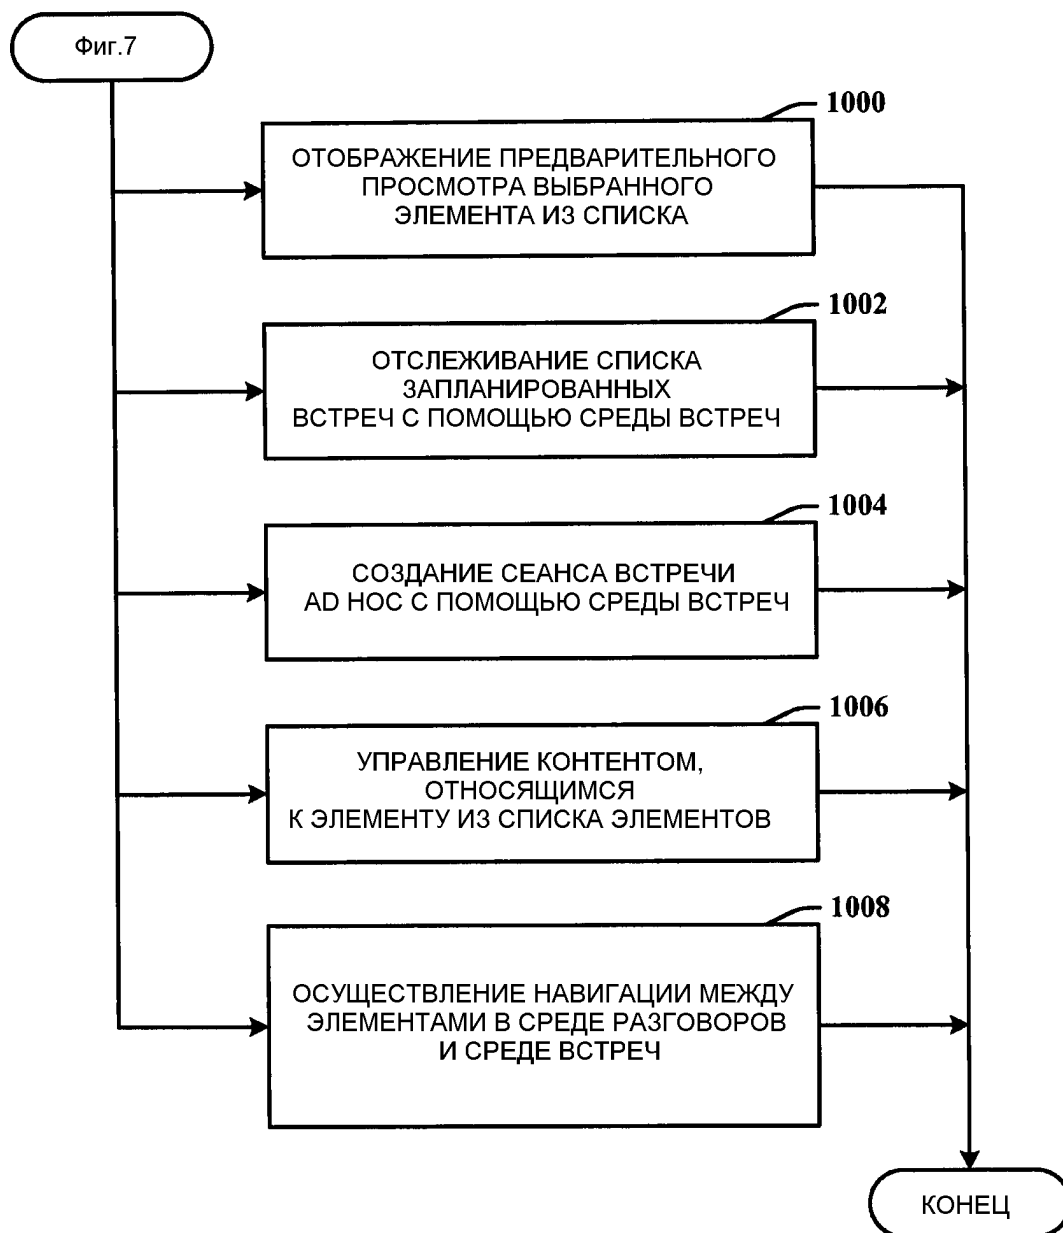 Фиг.7
1000
ОТОБРАЖЕНИЕ ПРЕДВАРИТЕЛЬНОГО
ПРОСМОТРА ВЫБРАННОГО
ЭЛЕМЕНТА ИЗ СПИСКА
1002
ОТСЛЕЖИВАНИЕ СПИСКА
ЗАПЛАНИРОВАННЫХ
ВСТРЕЧ С ПОМОЩЬЮ СРЕДЫ ВСТРЕЧ
1004
СОЗДАНИЕ СЕАНСА ВСТРЕЧИ
AD HOC С ПОМОЩЬЮ СРЕДЫ ВСТРЕЧ
1006
УПРАВЛЕНИЕ КОНТЕНТОМ,
ОТНОСЯЩИМСЯ
К ЭЛЕМЕНТУ ИЗ СПИСКА ЭЛЕМЕНТОВ
1008
ОСУЩЕСТВЛЕНИЕ НАВИГАЦИИ МЕЖДУ
ЭЛЕМЕНТАМИ В СРЕДЕ РАЗГОВОРОВ
И СРЕДЕ ВСТРЕЧ
КОНЕЦ